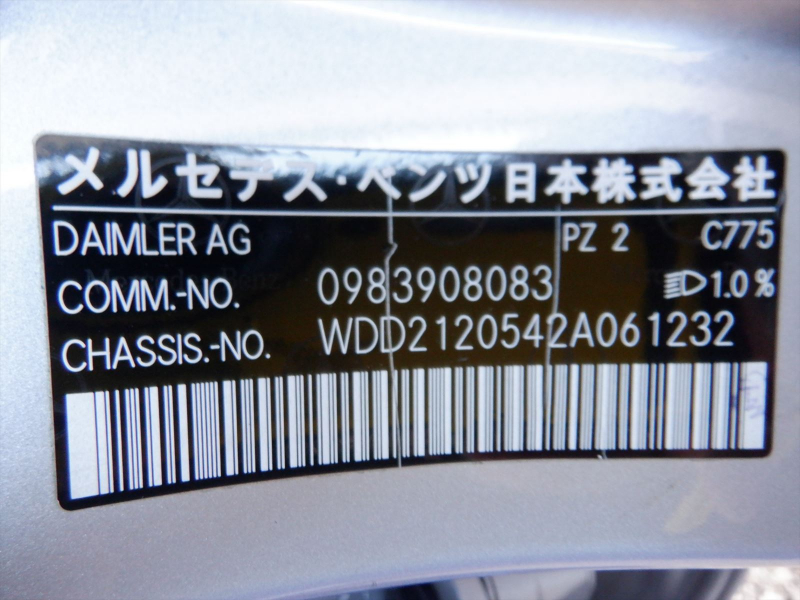 メルセデス・ベンツ日本株式会社
DAIMLER AG PZ 2 C775
COMM.-NO. 0983908083 1.0 %
CHASSIS.-NO. WDD2120542A061232